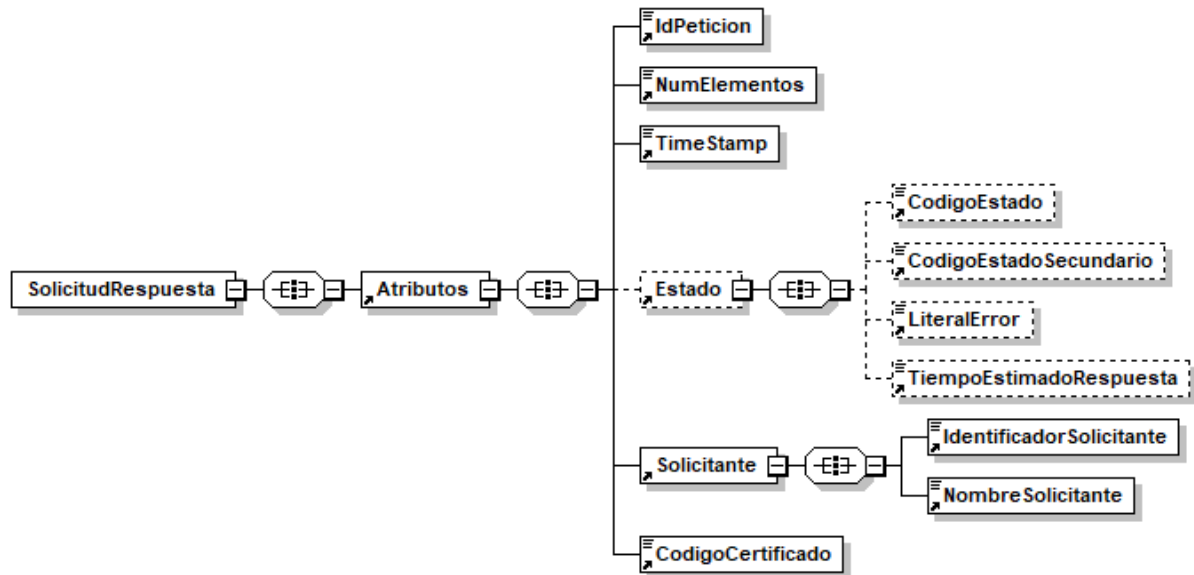 IdPeticion
NumElementos
TimeStamp
CodigoEstado
CodigoEstadoSecundario
SolicitudRespuesta
Atributos
Estado
LiteralError
TiempoEstimadoRespuesta
Solicitante
IdentificadorSolicitante
NombreSolicitante
CodigoCertificado